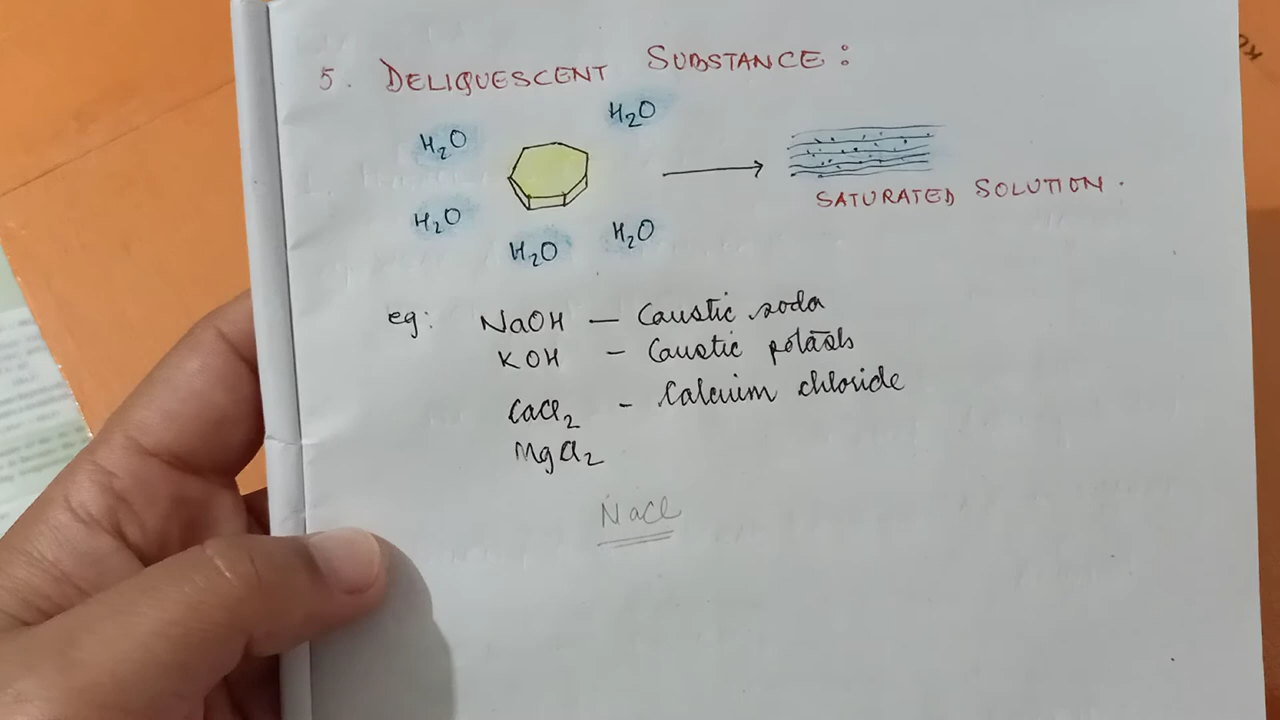 5. DELIQUESCENT SUBSTANCE:
H₂O H₂O
H₂O H₂O H₂O
SATURATED SOLUTION.
eg: NaOH — Caustic soda
KOH – Caustic potash
CaCl₂ – Calcium chloride
MgCl₂
NaCl